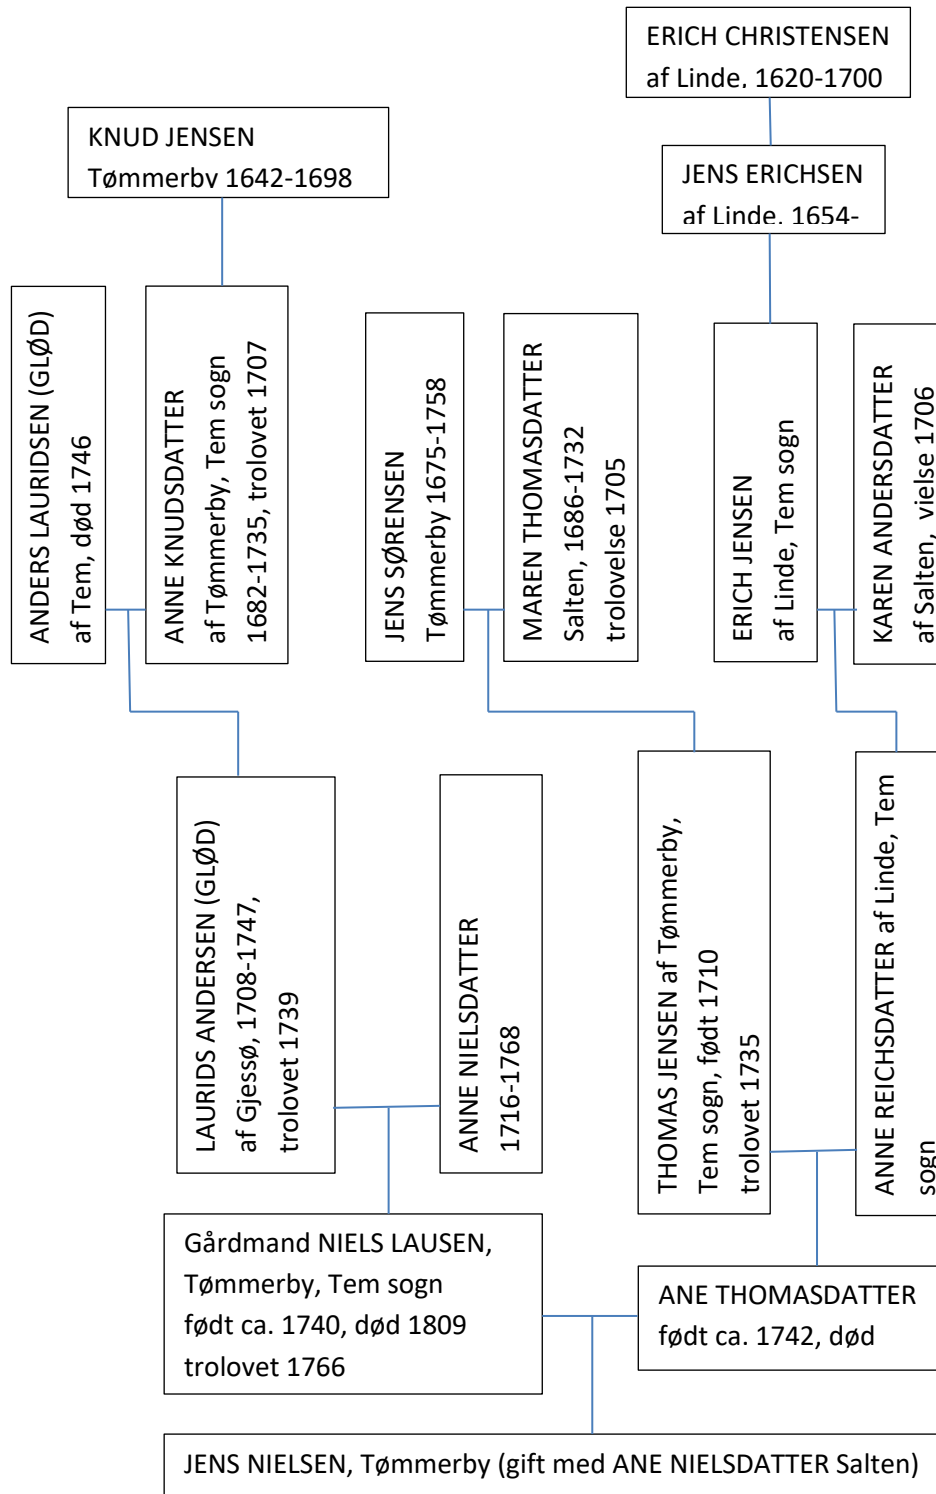 ERICH CHRISTENSEN
af Linde, 1620-1700
KNUD JENSEN
Tømmerby 1642-1698
JENS ERICHSEN
af Linde, 1654-
ANDERS LAURIDSEN (GLØD)
af Tem, død 1746
ANNE KNUDSDATTER
af Tømmerby, Tem sogn
1682-1735, trolovet 1707
JENS SØRENSEN
Tømmerby 1675-1758
MAREN THOMASDATTER
Salten, 1686-1732
trolovelse 1705
ERICH JENSEN
af Linde, Tem sogn
KAREN ANDERSDATTER
af Salten, vielse 1706
LAURIDS ANDERSEN (GLØD)
af Gjessø, 1708-1747,
trolovet 1739
ANNE NIELSDATTER
1716-1768
THOMAS JENSEN af Tømmerby,
Tem sogn, født 1710
trolovet 1735
ANNE REICHSDATTER af Linde, Tem
sogn
Gårdmand NIELS LAUSEN,
Tømmerby, Tem sogn
født ca. 1740, død 1809
trolovet 1766
ANE THOMASDATTER
født ca. 1742, død
JENS NIELSEN, Tømmerby (gift med ANE NIELSDATTER Salten)